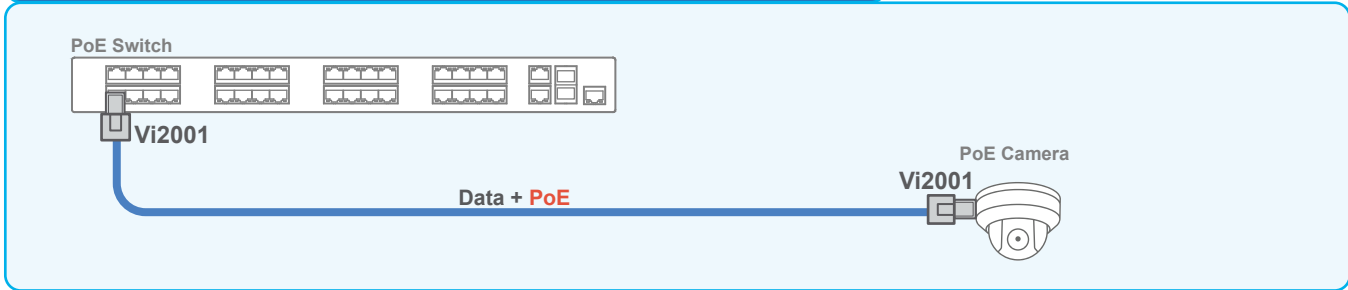 PoE Switch
Vi2001
PoE Camera
Vi2001
Data + PoE